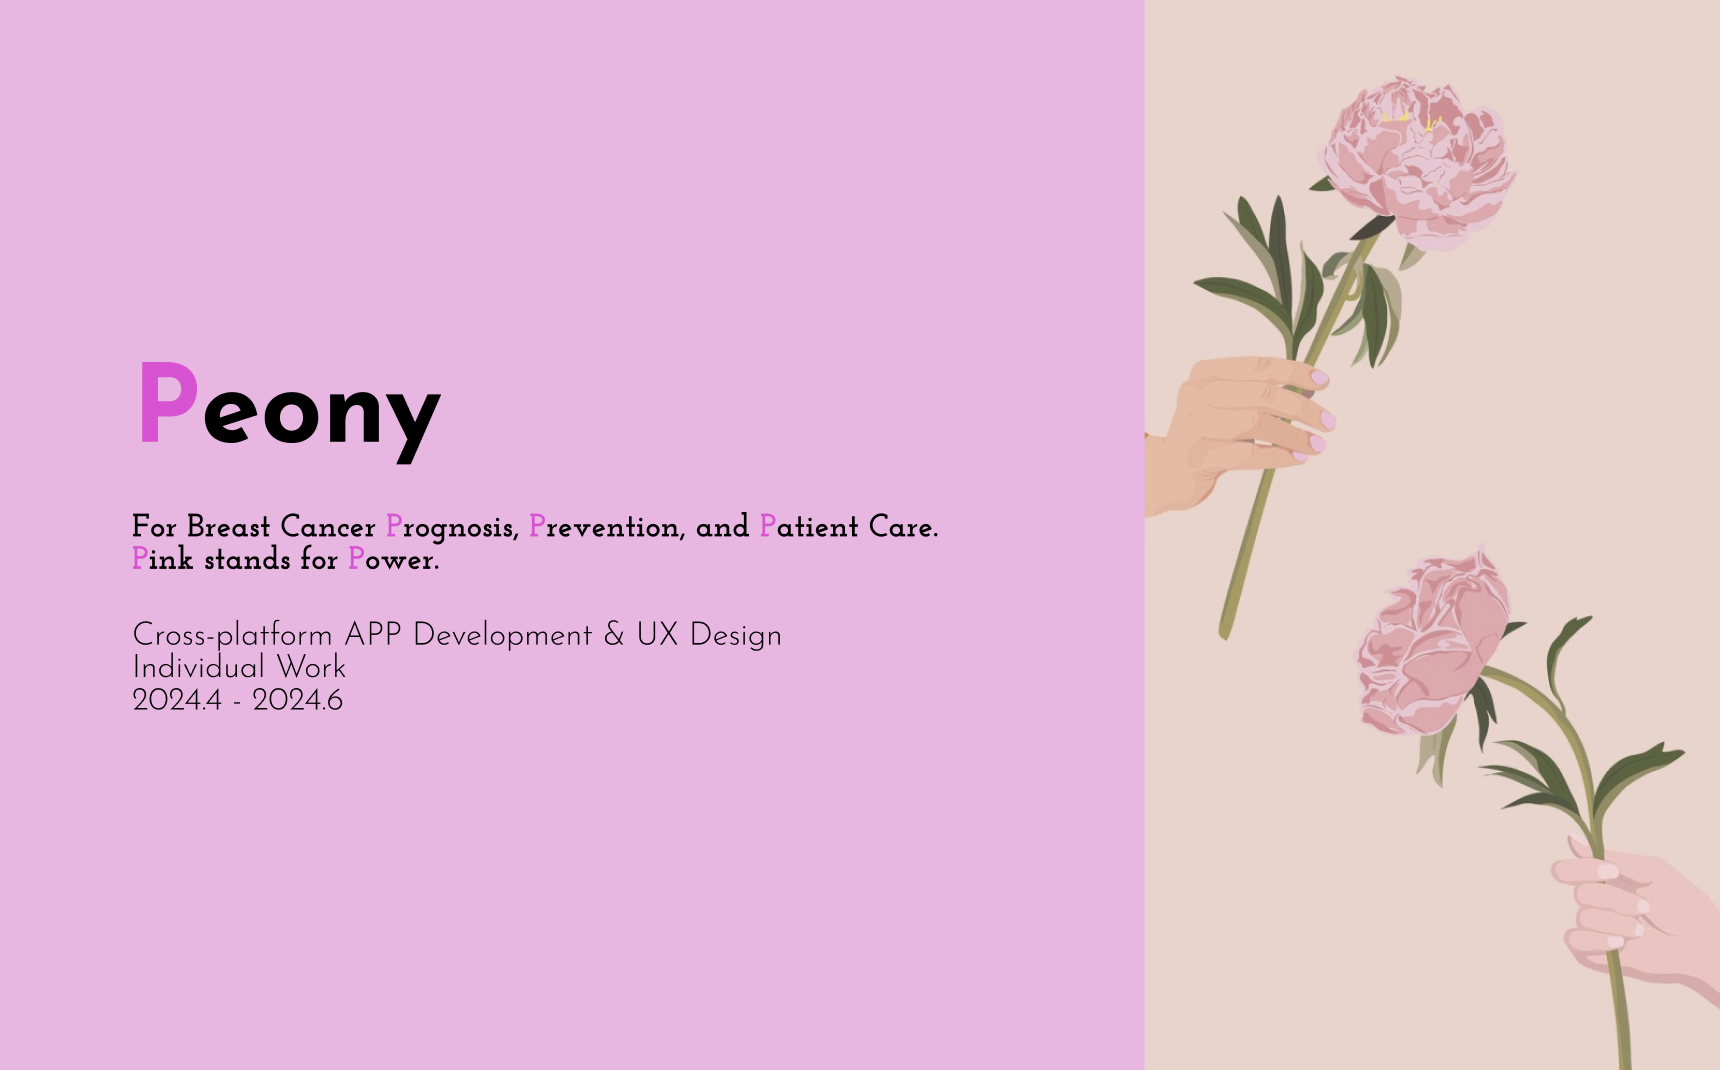 Peony
For Breast Cancer Prognosis, Prevention, and Patient Care.
Pink stands for Power.
Cross-platform APP Development & UX Design
Individual Work
2024.4 - 2024.6